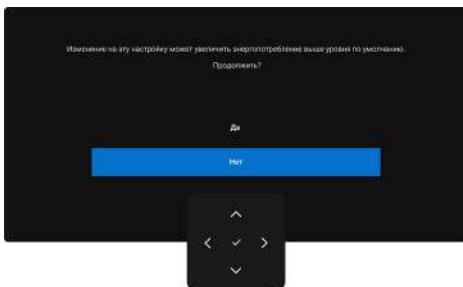 Изменение на эту настройку может увеличить энергопотребление выше уровня по умолчанию.
Продолжить?
Да
Нет